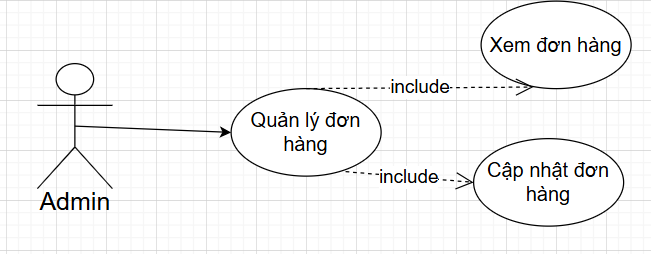 Xem đơn hàng
include
Quản lý đơn
hàng
include
Cập nhật đơn
hàng
Admin